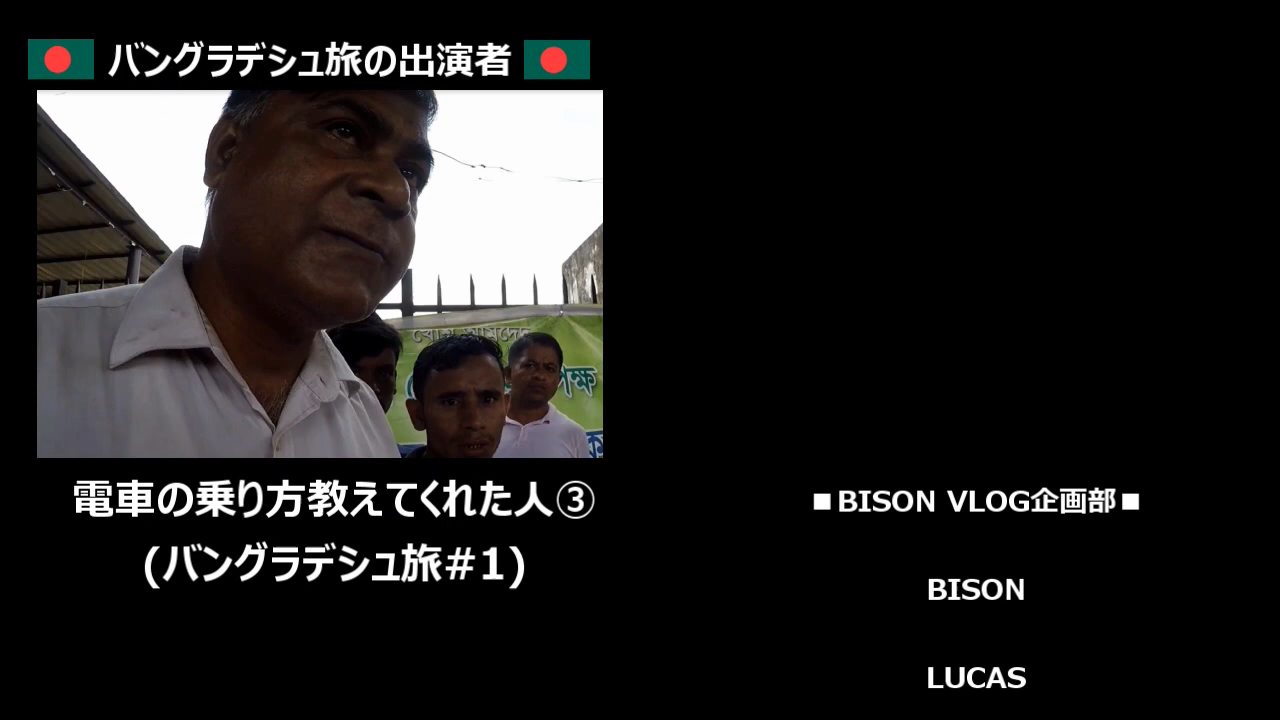 バングラデシュ旅の出演者
電車の乗り方教えてくれた人③
(バングラデシュ旅#1)
■BISON VLOG企画部■
BISON
LUCAS